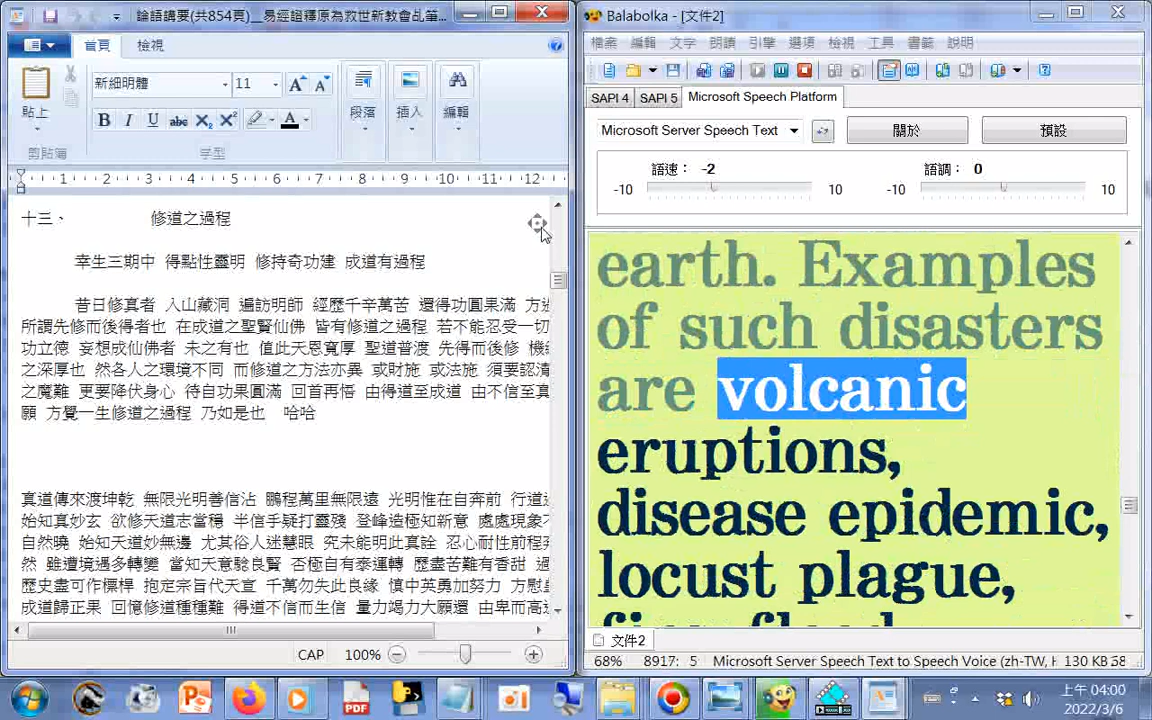 論語講要(共854頁)__易經證釋原為救世新教會乩筆...
首頁
檢視
貼上
剪貼簿
新細明體
11
字型
段落
插入
編輯
1 2 3 4 5 6 7 8 9 10 11 12
十三、 修道之過程
幸生三期中 得點性靈明 修持奇功建 成道有過程
昔日修真者 入山藏洞 遍訪明師 經歷千辛萬苦 還得功圓果滿 方
所謂先修而後得者也 在成道之聖賢仙佛 皆有修道之過程 若不能忍受一切
功立德 妄想成仙佛者 未之有也 值此天恩寬厚 聖道普渡 先得而後修 機
之深厚也 然各人之環境不同 而修道之方法亦異 或財施 或法施 須要認清
之魔難 更要降伏身心 待自功果圓滿 回首再悟 由得道至成道 由不信至真
願 方覺一生修道之過程 乃如是也 哈哈
真道傳來渡坤乾 無限光明善信沾 鵬程萬里無限遠 光明惟在自奔前 行道
始知真妙玄 欲修天道志當穩 半信半疑打靈殘 登峰造極知新意 處處現象
自然曉 始知天道妙無邊 尤其俗人迷慧眼 究未能明此真詮 忍心耐性前程
然 雖遭境遇多轉變 當知天意驗良賢 否極自有泰運轉 歷盡苦難有香甜
歷史盡可作標桿 抱定宗旨代天宣 千萬勿失此良緣 慎中英勇加努力 方慰
成道歸正果 回憶修道種種難 得道不信而生信 量力竭力大願還 由卑而高
CAP 100%
Balabolka - [文件2]
檔案 編輯 文字 朗讀 引擎 選項 檢視 工具 書籤 說明
SAPI 4 SAPI 5 Microsoft Speech Platform
Microsoft Server Speech Text
關於
預設
語速： -2
-10 10
語調： 0
-10 10
earth. Examples
of such disasters
are volcanic
eruptions,
disease epidemic,
locust plague,
文件2
68% 8917: 5 Microsoft Server Speech Text to Speech Voice (zh-TW, H 130 KB
上午 04:00
2022/3/6